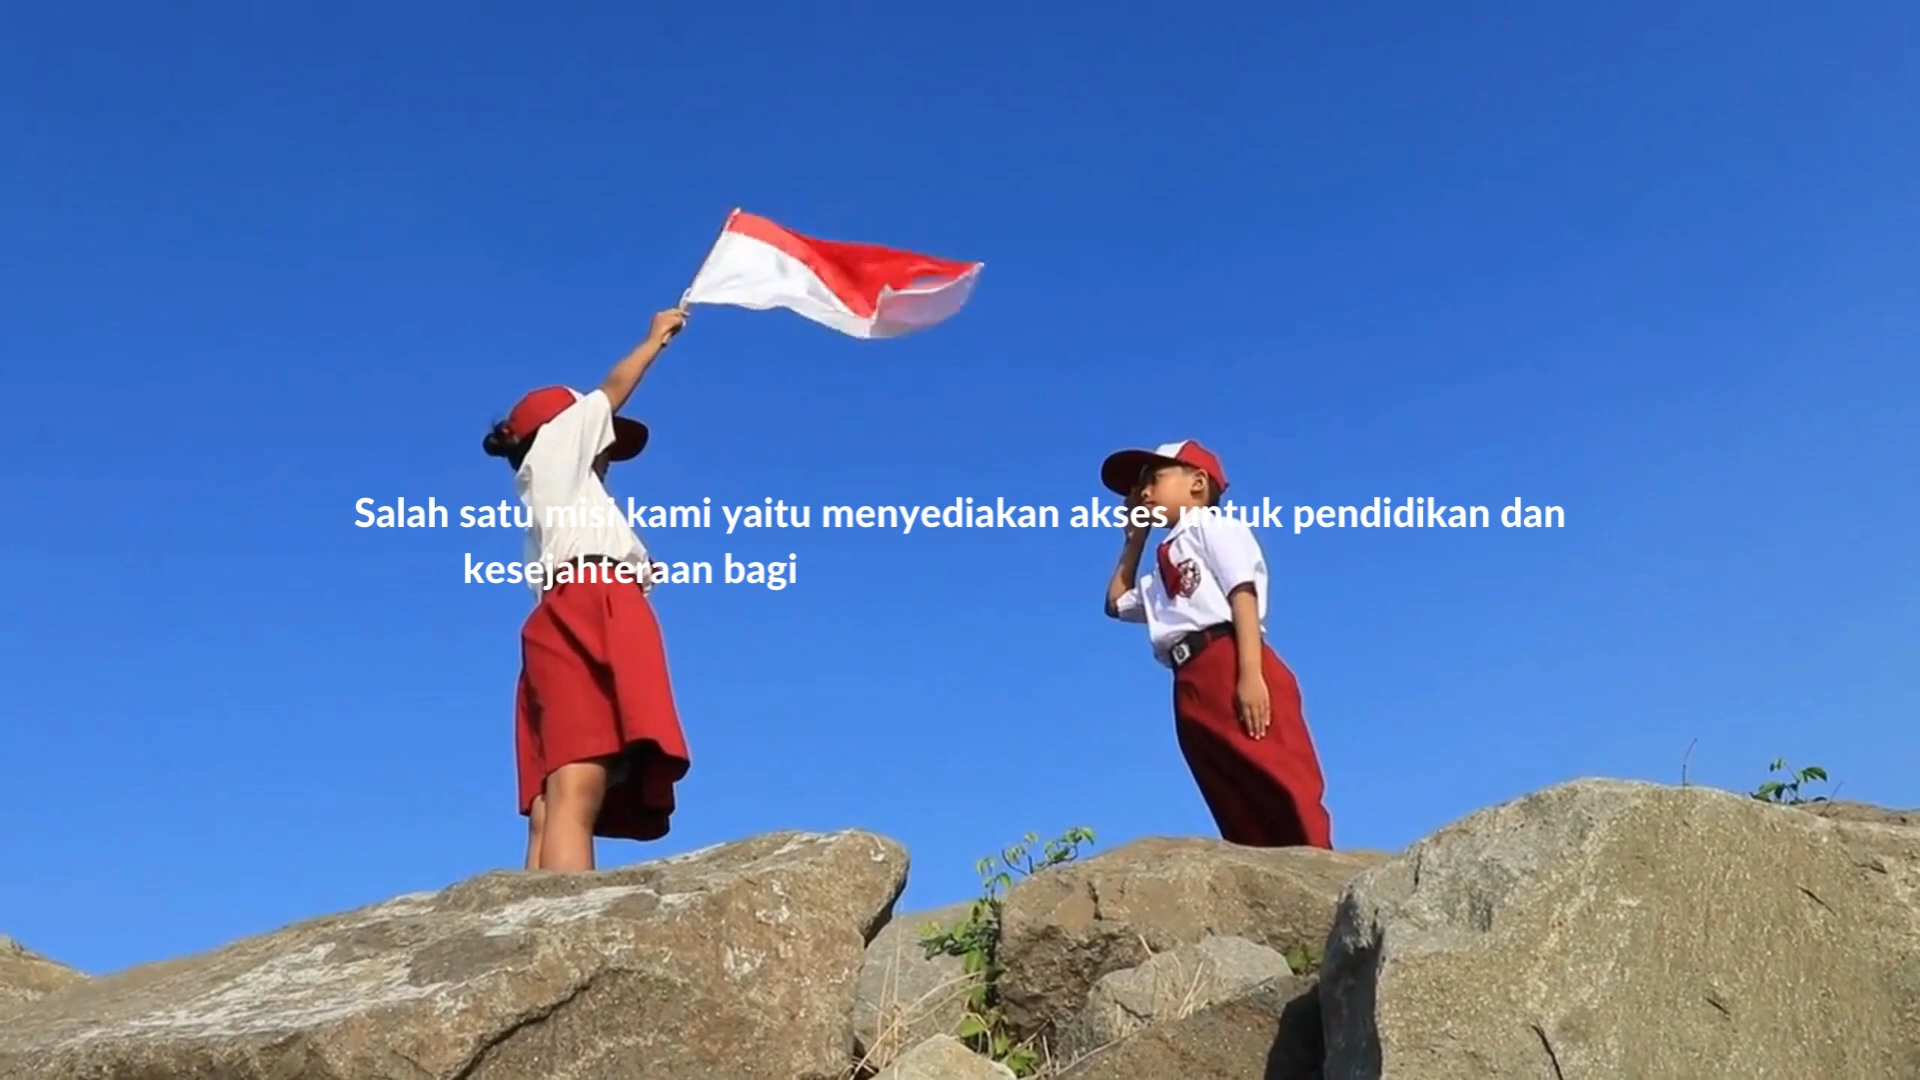 Salah satu misi kami yaitu menyediakan akses untuk pendidikan dan
kesejahteraan bagi